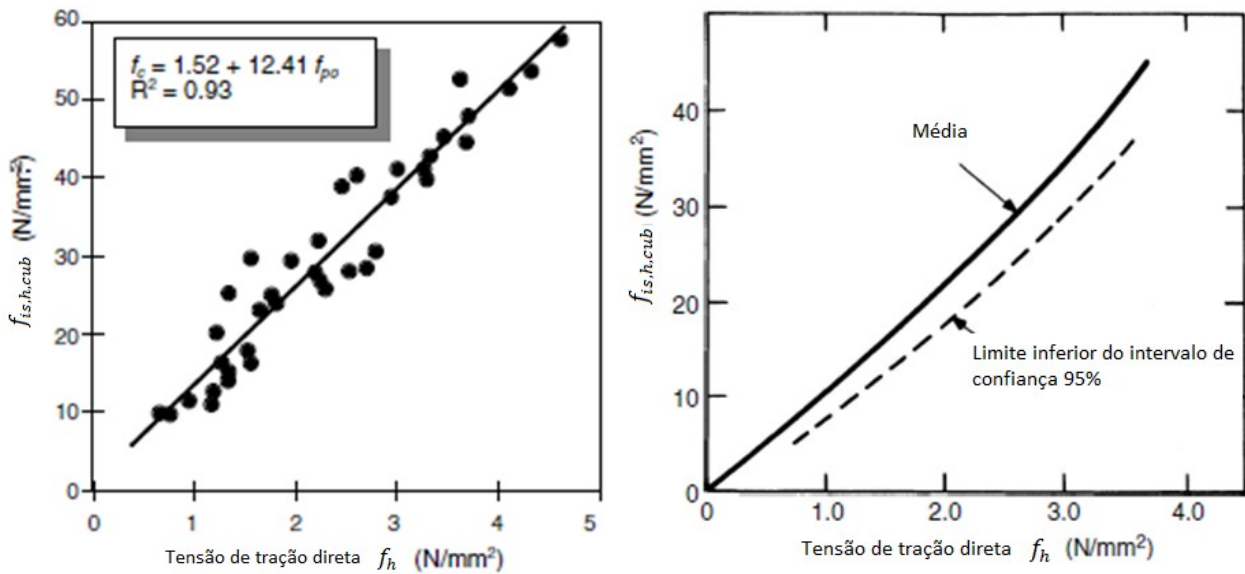 f_c = 1.52 + 12.41 f_po
R² = 0.93
60
50
40
30
20
10
0
f_is,h,cub (N/mm²)
0 1 2 3 4 5
Tensão de tração direta f_h (N/mm²)
40
30
20
10
0
f_is,h,cub (N/mm²)
Média
Limite inferior do intervalo de
confiança 95%
0 1.0 2.0 3.0 4.0
Tensão de tração direta f_h (N/mm²)